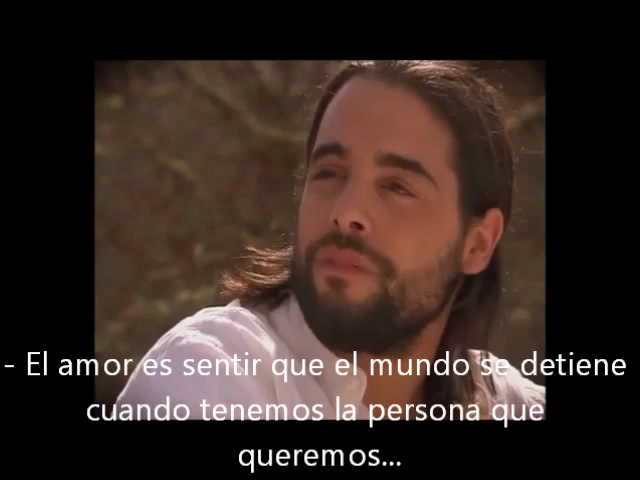 - El amor es sentir que el mundo se detiene
cuando tenemos la persona que
queremos...